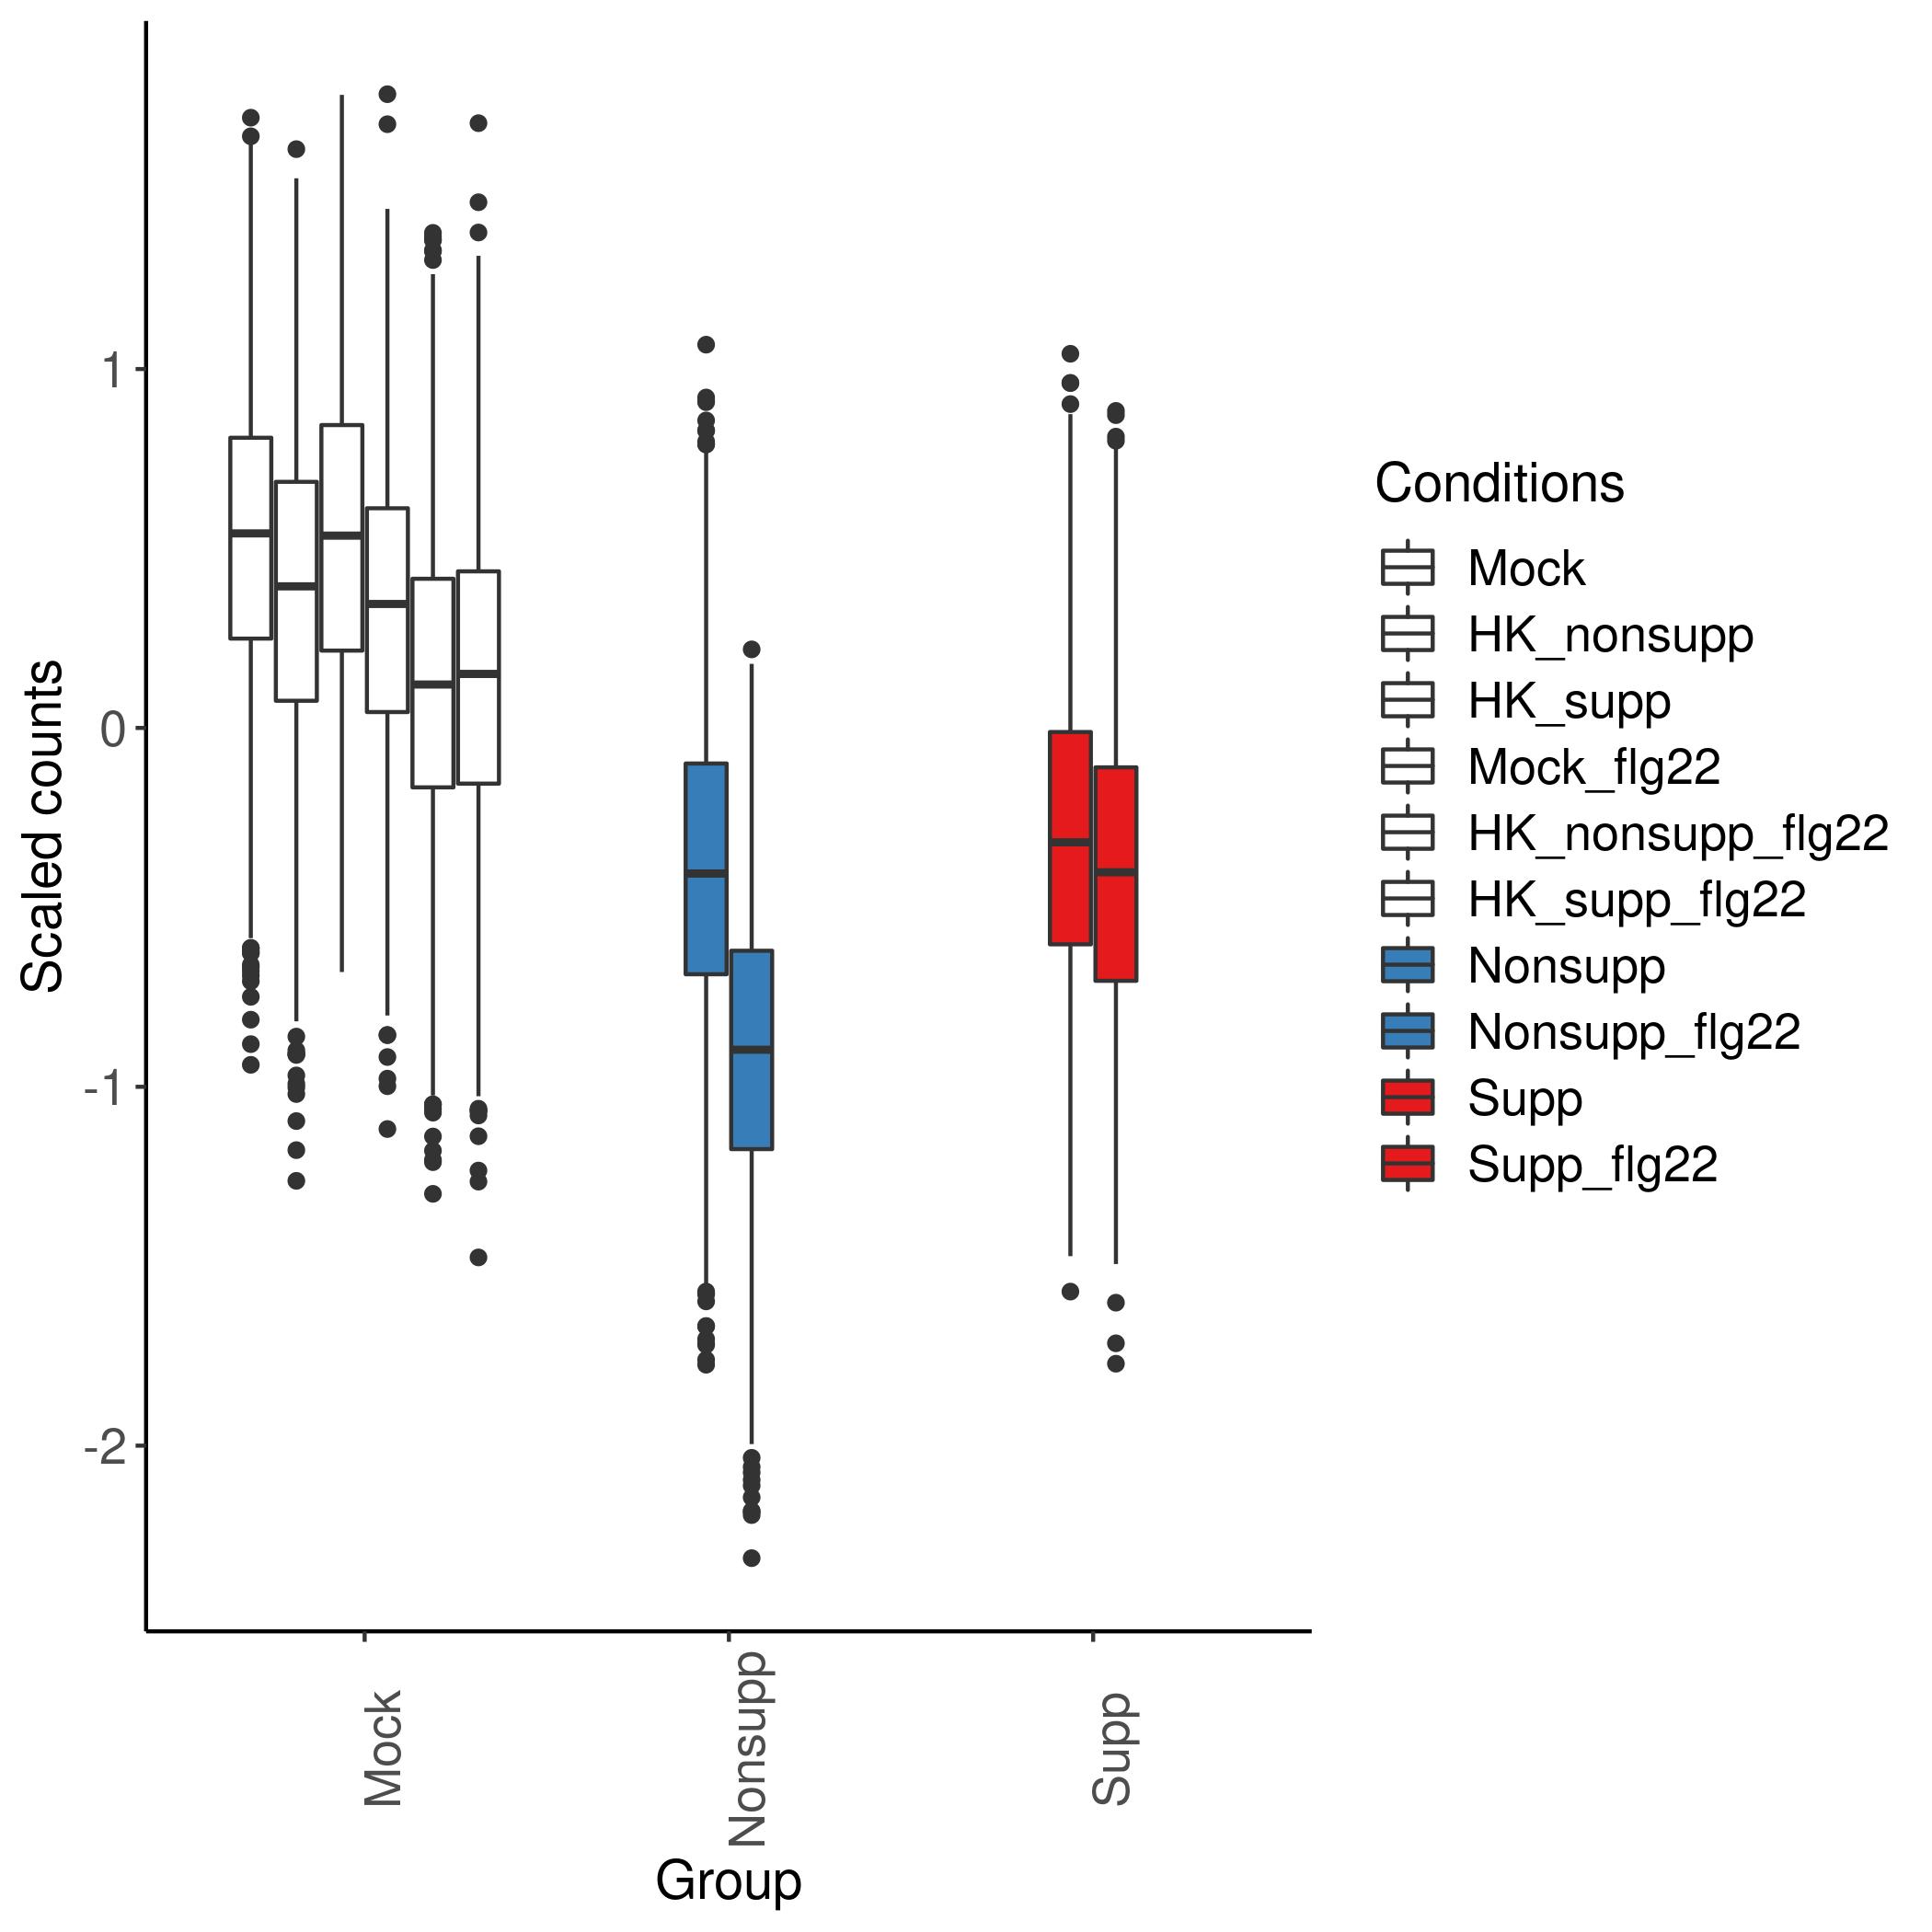 Scaled counts
1
0
-1
-2
Mock
Nonsupp
Supp
Group
Conditions
Mock
HK_nonsupp
HK_supp
Mock_flg22
HK_nonsupp_flg22
HK_supp_flg22
Nonsupp
Nonsupp_flg22
Supp
Supp_flg22